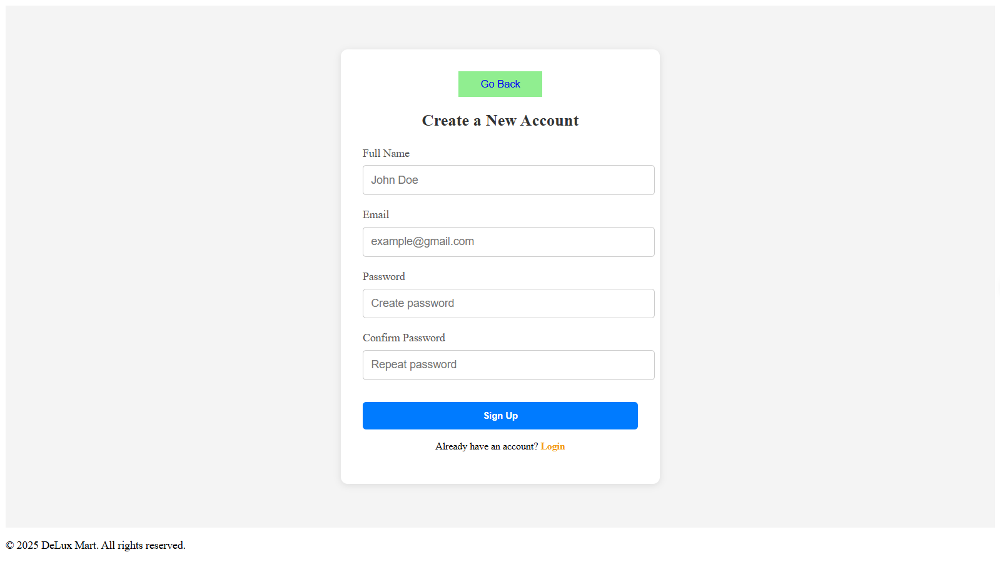 Go Back
Create a New Account
Full Name
John Doe
Email
example@gmail.com
Password
Create password
Confirm Password
Repeat password
Sign Up
Already have an account? Login
© 2025 DeLux Mart. All rights reserved.